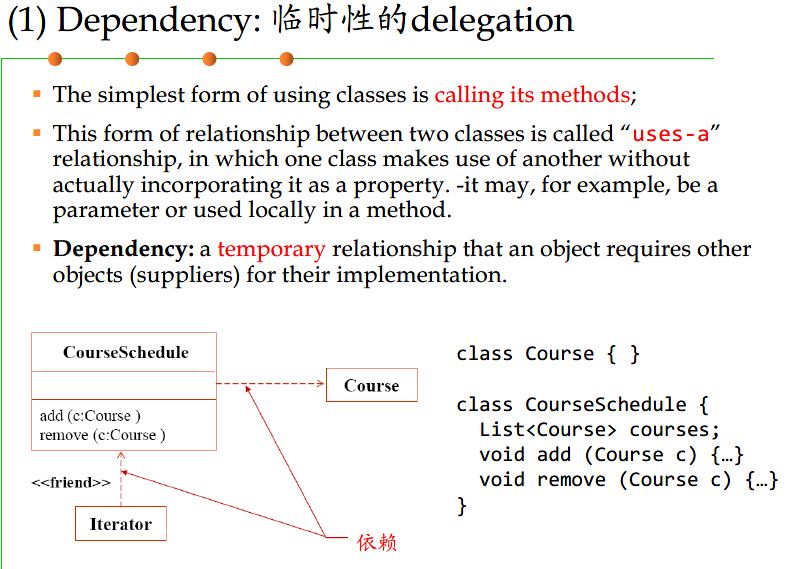 (1) Dependency: 临时性的delegation
The simplest form of using classes is calling its methods;
This form of relationship between two classes is called “uses-a”
relationship, in which one class makes use of another without
actually incorporating it as a property. -it may, for example, be a
parameter or used locally in a method.
Dependency: a temporary relationship that an object requires other
objects (suppliers) for their implementation.
CourseSchedule
add (c:Course )
remove (c:Course )
Course
<<friend>>
Iterator
依赖
class Course { }
class CourseSchedule {
List<Course> courses;
void add (Course c) {…}
void remove (Course c) {…}
}